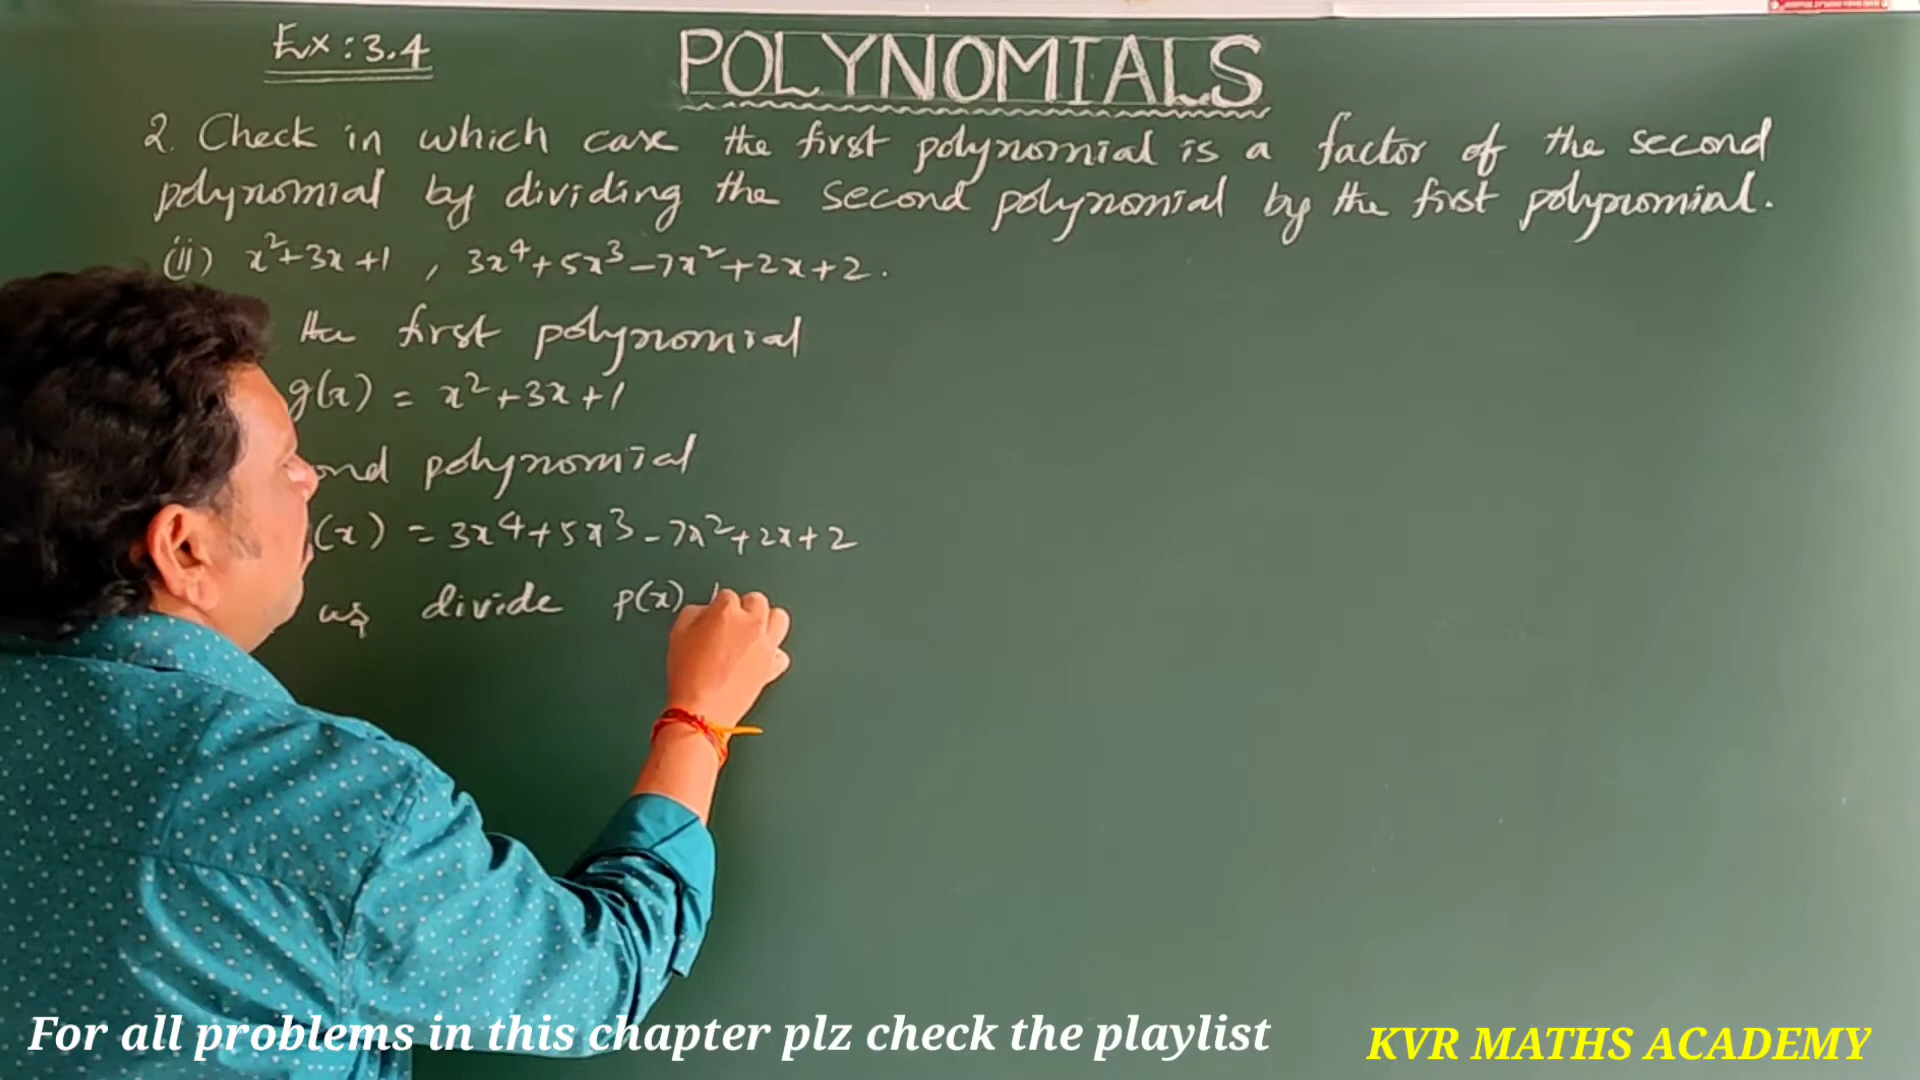 Ex : 3.4
POLYNOMIALS
2. Check in which case the first polynomial is a factor of the second
polynomial by dividing the second polynomial by the first polynomial.
(ii) x²+3x+1 , 3x⁴+5x³-7x²+2x+2.
the first polynomial
g(x) = x²+3x+1
ond polynomial
(x) = 3x⁴+5x³-7x²+2x+2
us divide p(x)
For all problems in this chapter plz check the playlist
KVR MATHS ACADEMY